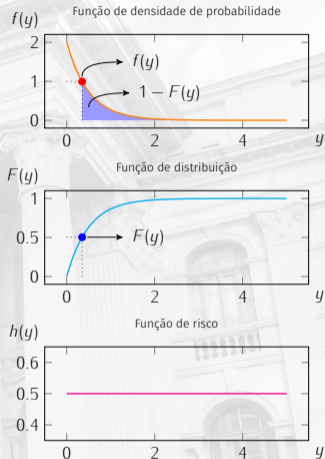 Função de densidade de probabilidade
f(y)
2
f(y)
1
1 − F(y)
0
0 2 4 y
Função de distribuição
F(y)
1
0.5
F(y)
0
0 2 4 y
Função de risco
h(y)
0.6
0.5
0.4
0 2 4 y